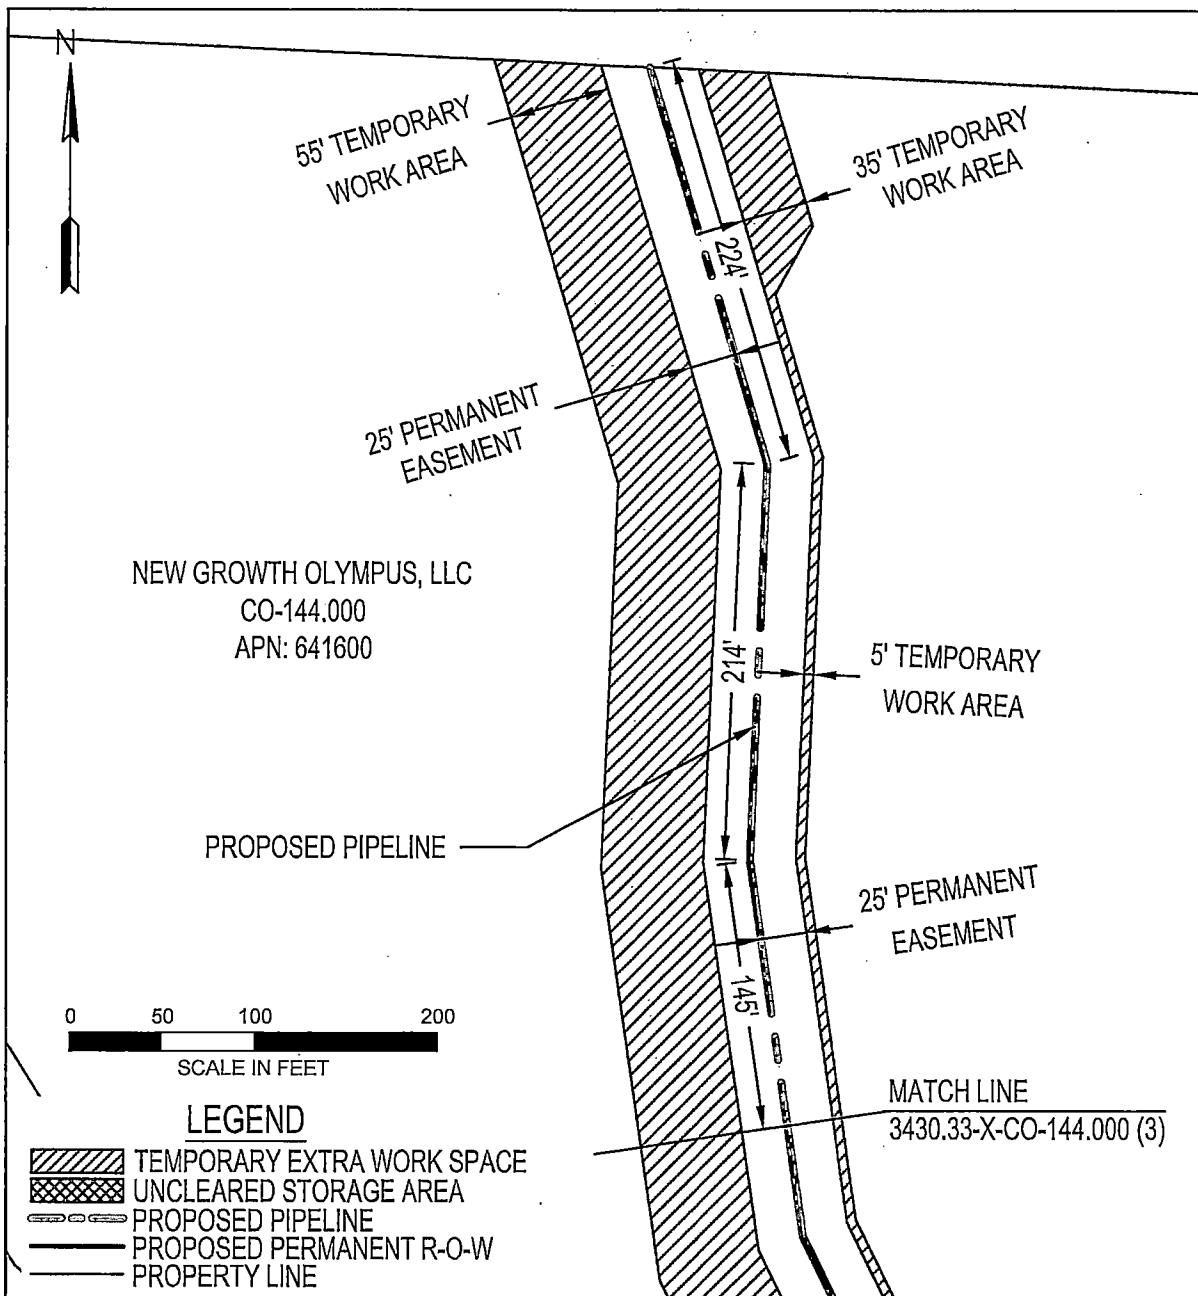 N
55' TEMPORARY
WORK AREA
35' TEMPORARY
WORK AREA
224'
25' PERMANENT
EASEMENT
NEW GROWTH OLYMPUS, LLC
CO-144.000
APN: 641600
214'
5' TEMPORARY
WORK AREA
PROPOSED PIPELINE
25' PERMANENT
EASEMENT
145'
0 50 100 200
SCALE IN FEET
MATCH LINE
3430.33-X-CO-144.000 (3)
LEGEND
TEMPORARY EXTRA WORK SPACE
UNCLEARED STORAGE AREA
PROPOSED PIPELINE
PROPOSED PERMANENT R-O-W
PROPERTY LINE